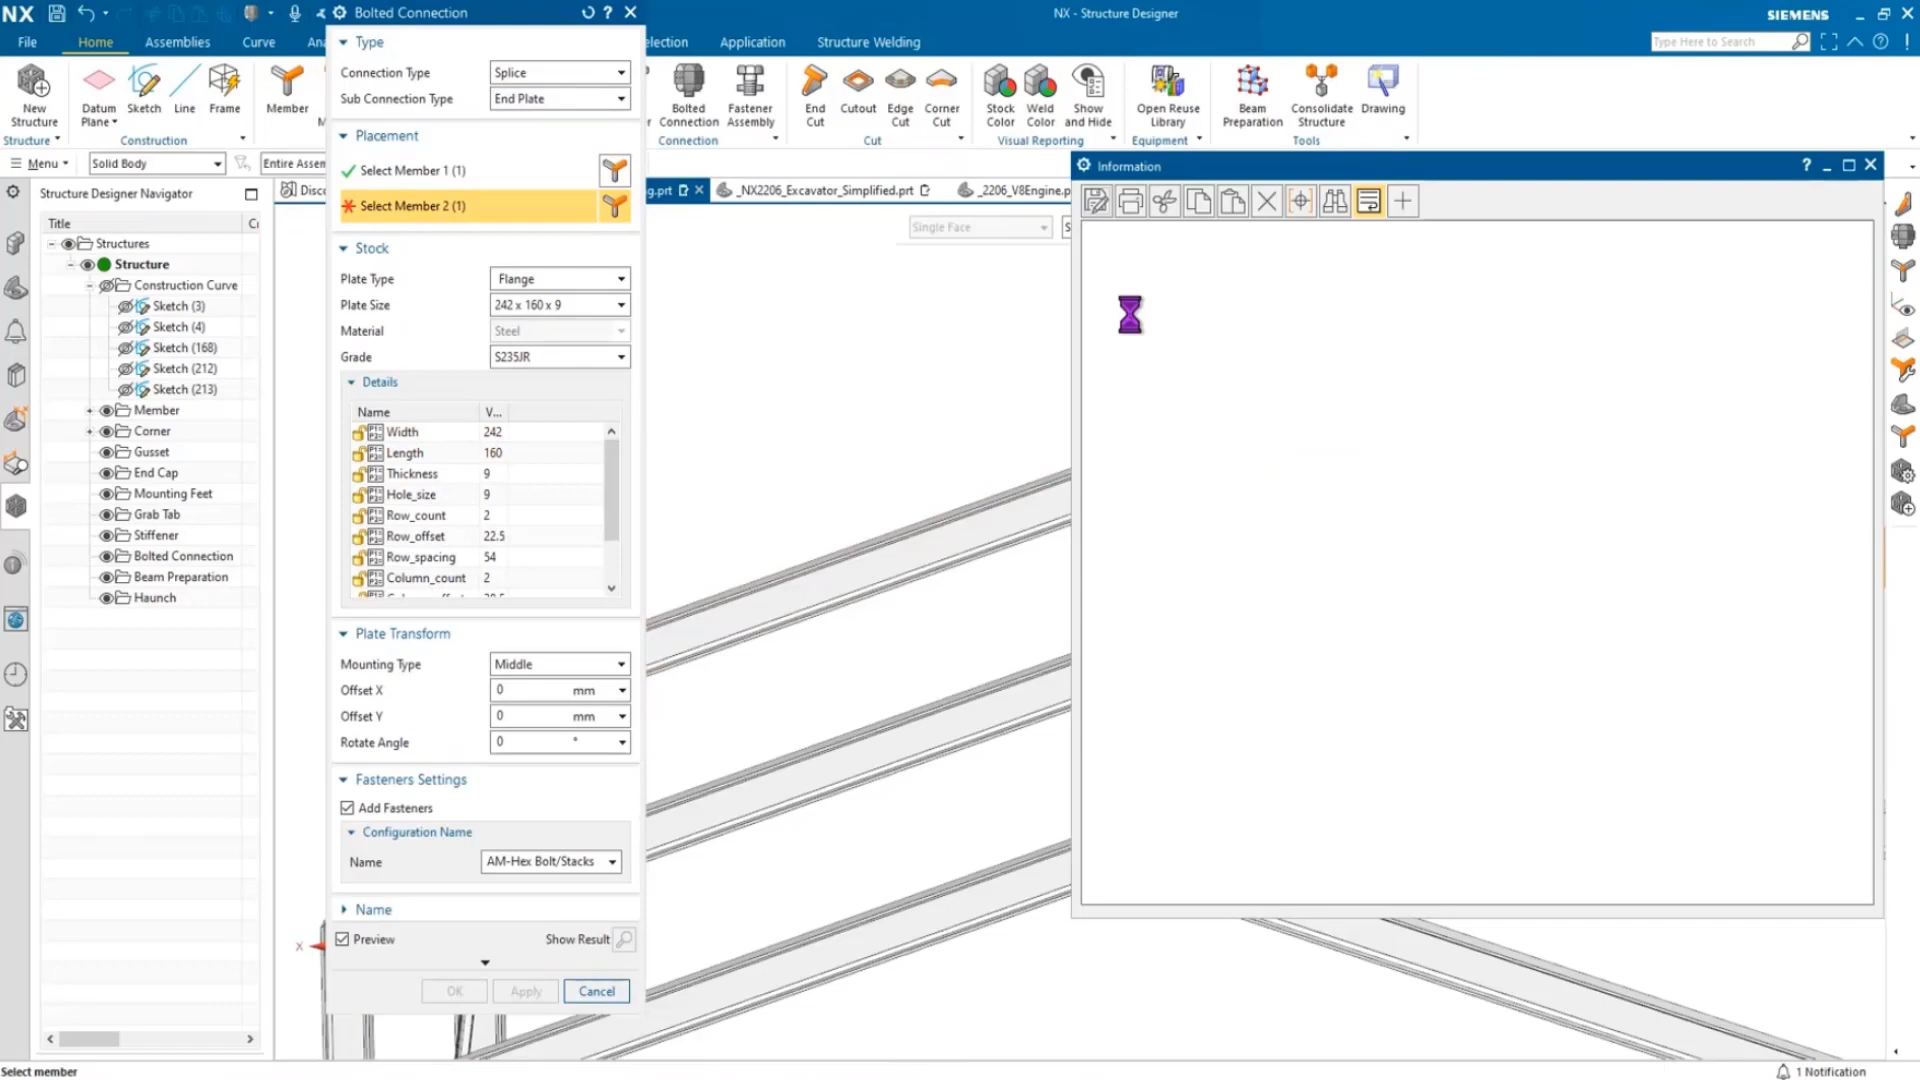 NX
Bolted Connection
NX - Structure Designer
SIEMENS
File
Home
Assemblies
Curve
Application
Structure Welding
Type Here to Search
New Structure
Datum Plane
Sketch
Line
Frame
Member
Bolted Connection
Fastener Assembly
End Cut
Cutout
Edge Cut
Corner Cut
Stock Color
Weld Color
Show and Hide
Open Reuse Library
Beam Preparation
Consolidate Structure
Drawing
Structure
Construction
Connection
Cut
Visual Reporting
Equipment
Tools
Menu
Solid Body
Entire Assem
Type
Connection Type
Splice
Sub Connection Type
End Plate
Placement
Select Member 1 (1)
Select Member 2 (1)
Stock
Plate Type
Flange
Plate Size
242 x 160 x 9
Material
Steel
Grade
S235JR
Details
Name
V...
Width
242
Length
160
Thickness
9
Hole_size
9
Row_count
2
Row_offset
22.5
Row_spacing
54
Column_count
2
Plate Transform
Mounting Type
Middle
Offset X
0
mm
Offset Y
0
mm
Rotate Angle
0
°
Fasteners Settings
Add Fasteners
Configuration Name
Name
AM-Hex Bolt/Stacks
Name
Preview
Show Result
OK
Apply
Cancel
Structure Designer Navigator
Title
Structures
Structure
Construction Curve
Sketch (3)
Sketch (4)
Sketch (168)
Sketch (212)
Sketch (213)
Member
Corner
Gusset
End Cap
Mounting Feet
Grab Tab
Stiffener
Bolted Connection
Beam Preparation
Haunch
Disco
g.prt
_NX2206_Excavator_Simplified.prt
_2206_V8Engine.p
Single Face
Information
X
Select member
1 Notification